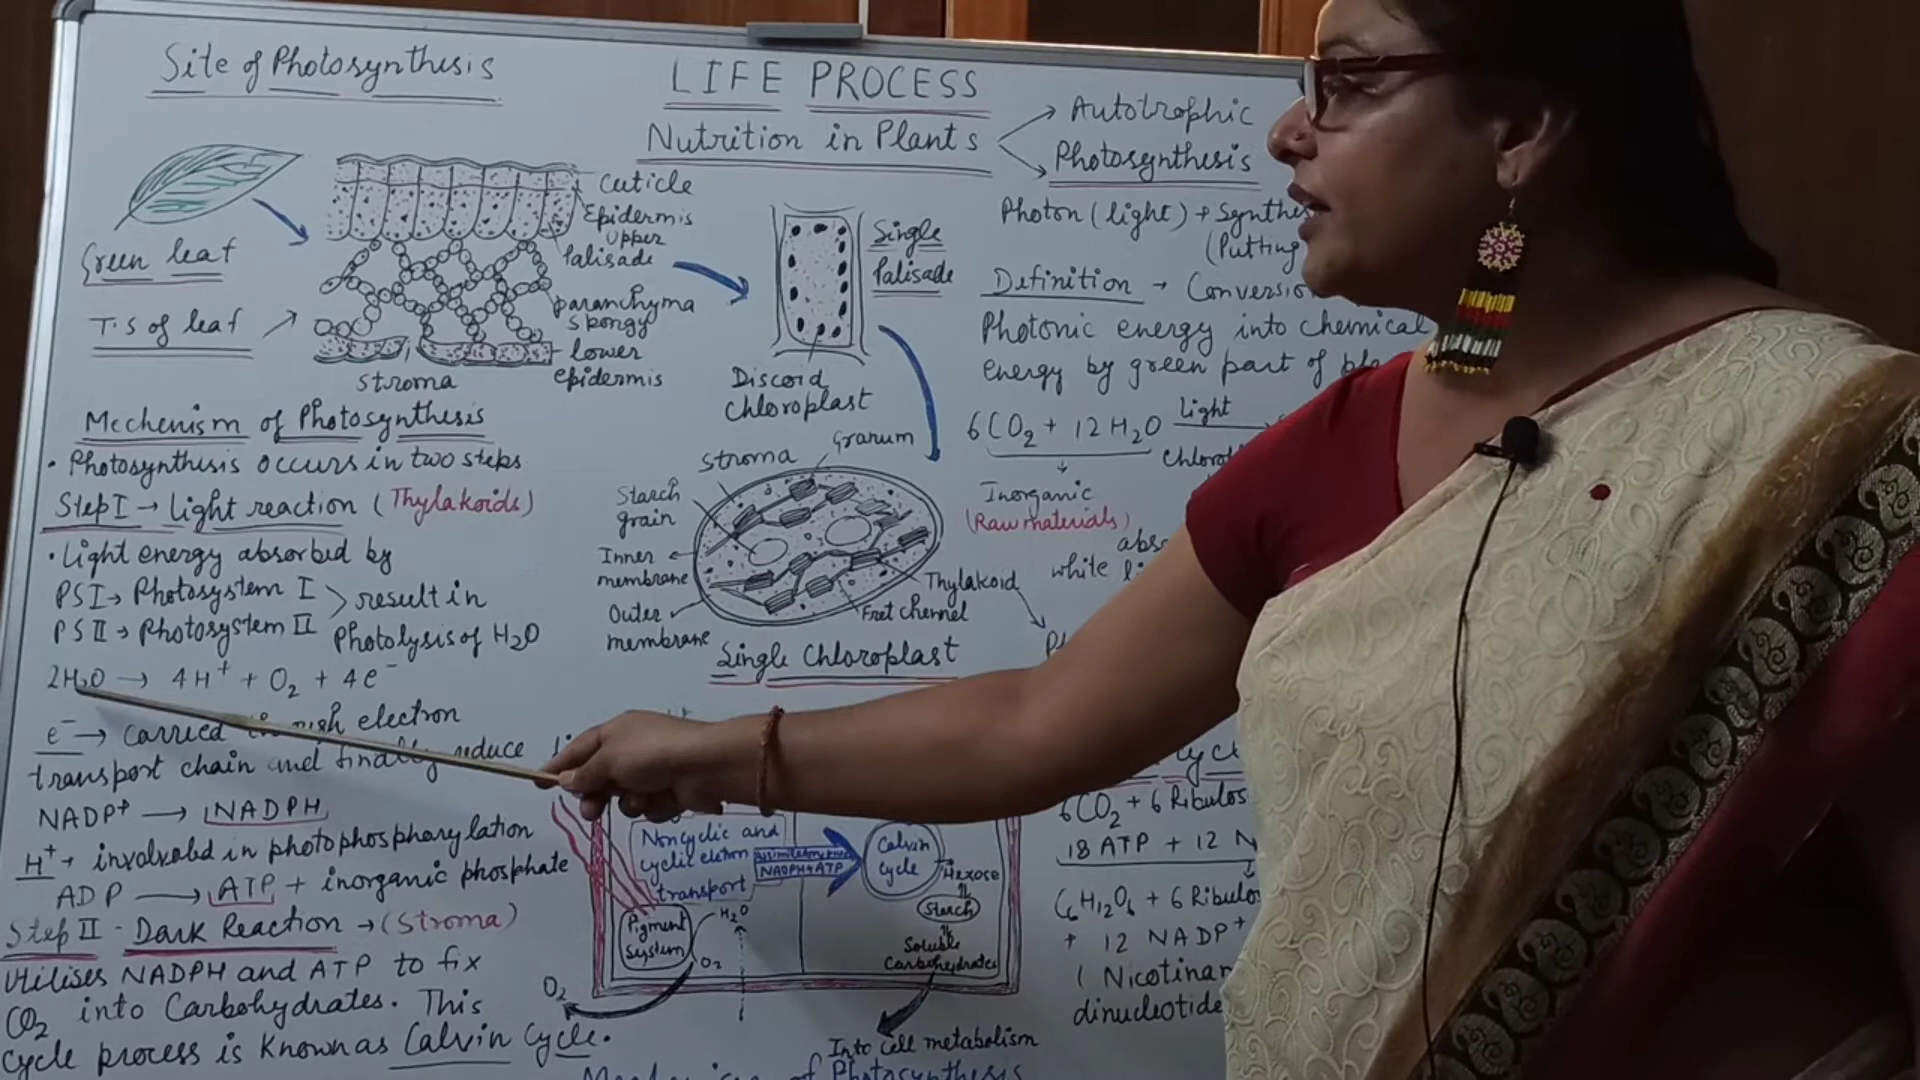 Site of Photosynthesis
Green leaf
T.S of leaf
Cuticle
Epidermis
Upper
Palisade
paranchyma
spongy
lower
epidermis
stroma
Mechenism of Photosynthesis
• Photosynthesis occurs in two steps
Step I → Light reaction (Thylakoids)
• Light energy absorbed by
PS I → Photosystem I
PS II → Photosystem II
result in
Photolysis of H2O
2H2O → 4H+ + O2 + 4e-
e- → carried through electron
transport chain and finally reduce
NADP+ → NADPH
H+ → involvold in photophosphorylation
ADP → ATP + inorganic phosphate
Step II - Dark Reaction → (Stroma)
Utilises NADPH and ATP to fix
CO2 into Carbohydrates. This
cycle process is known as Calvin Cycle.
LIFE PROCESS
Nutrition in Plants
Autotrophic
Photosynthesis
Single
Palisade
Discoid
Chloroplast
stroma
Granum
Starch
grain
Inner
membrane
Outer
membrane
Thylakoid
Fret chennel
Single Chloroplast
Noncyclic and
cyclic eletron
transport
NADPH+ATP
Calvin
Cycle
Hexose
Starch
Soluble
Carbohydrates
Pigment
System
H2O
O2
O2
Into Cell metabolism
of Photosynthesis
Photon (light) +
(Putting
Definition →
Photonic energy into chemical
energy by green part of
6CO2 + 12H2O light
Inorganic
(Raw materials)
white
6CO2 + 6
18 ATP + 12
C6H12O6 + 6
+ 12 NADP+